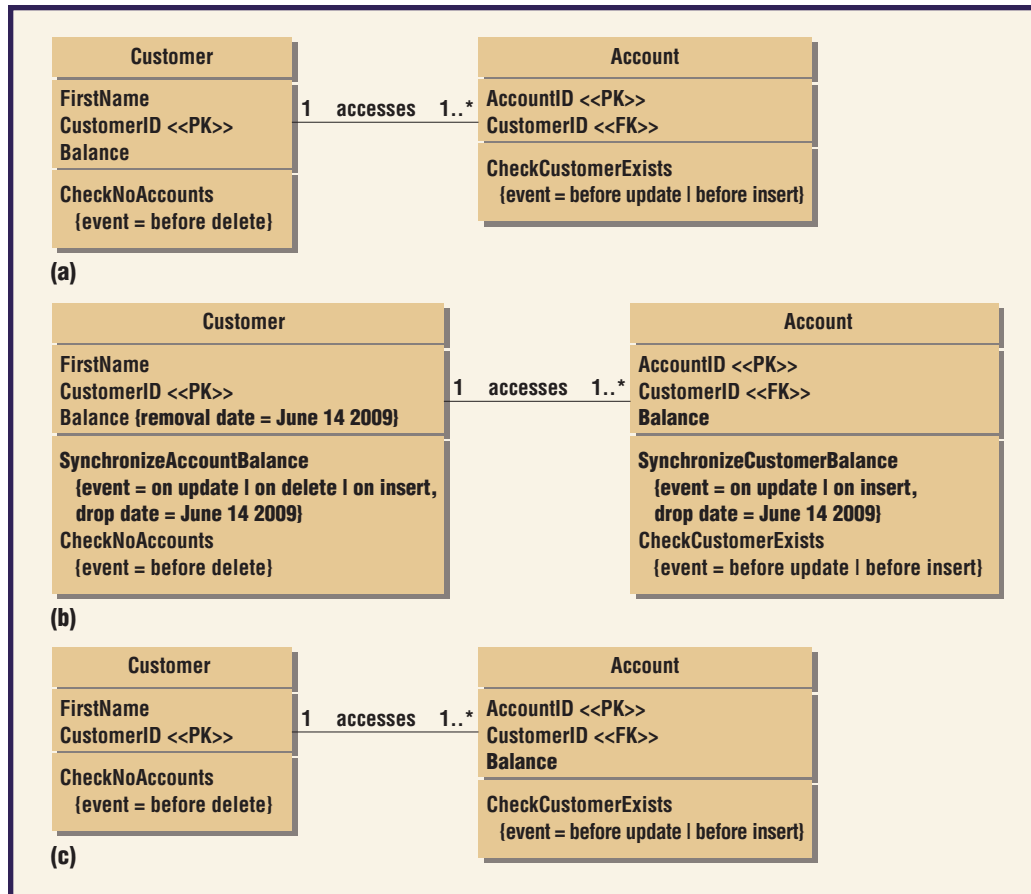 Customer
FirstName
CustomerID <<PK>>
Balance
CheckNoAccounts
{event = before delete}
1 accesses 1..*
Account
AccountID <<PK>>
CustomerID <<FK>>
CheckCustomerExists
{event = before update | before insert}
(a)
Customer
FirstName
CustomerID <<PK>>
Balance {removal date = June 14 2009}
SynchronizeAccountBalance
{event = on update | on delete | on insert,
drop date = June 14 2009}
CheckNoAccounts
{event = before delete}
1 accesses 1..*
Account
AccountID <<PK>>
CustomerID <<FK>>
Balance
SynchronizeCustomerBalance
{event = on update | on insert,
drop date = June 14 2009}
CheckCustomerExists
{event = before update | before insert}
(b)
Customer
FirstName
CustomerID <<PK>>
CheckNoAccounts
{event = before delete}
1 accesses 1..*
Account
AccountID <<PK>>
CustomerID <<FK>>
Balance
CheckCustomerExists
{event = before update | before insert}
(c)